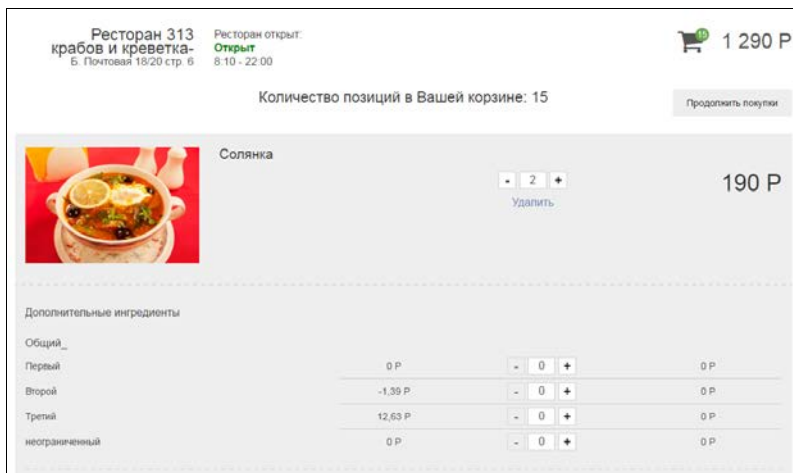 Ресторан 313
крабов и креветка-
Б. Почтовая 18/20 стр. 6
Ресторан открыт:
Открыт
8:10 - 22:00
15
1 290 Р
Количество позиций в Вашей корзине: 15
Продолжить покупки
Солянка
- 2 +
190 Р
Удалить
Дополнительные ингредиенты
Общий_
Первый 0 Р - 0 + 0 Р
Второй -1,39 Р - 0 + 0 Р
Третий 12,63 Р - 0 + 0 Р
неограниченный 0 Р - 0 + 0 Р